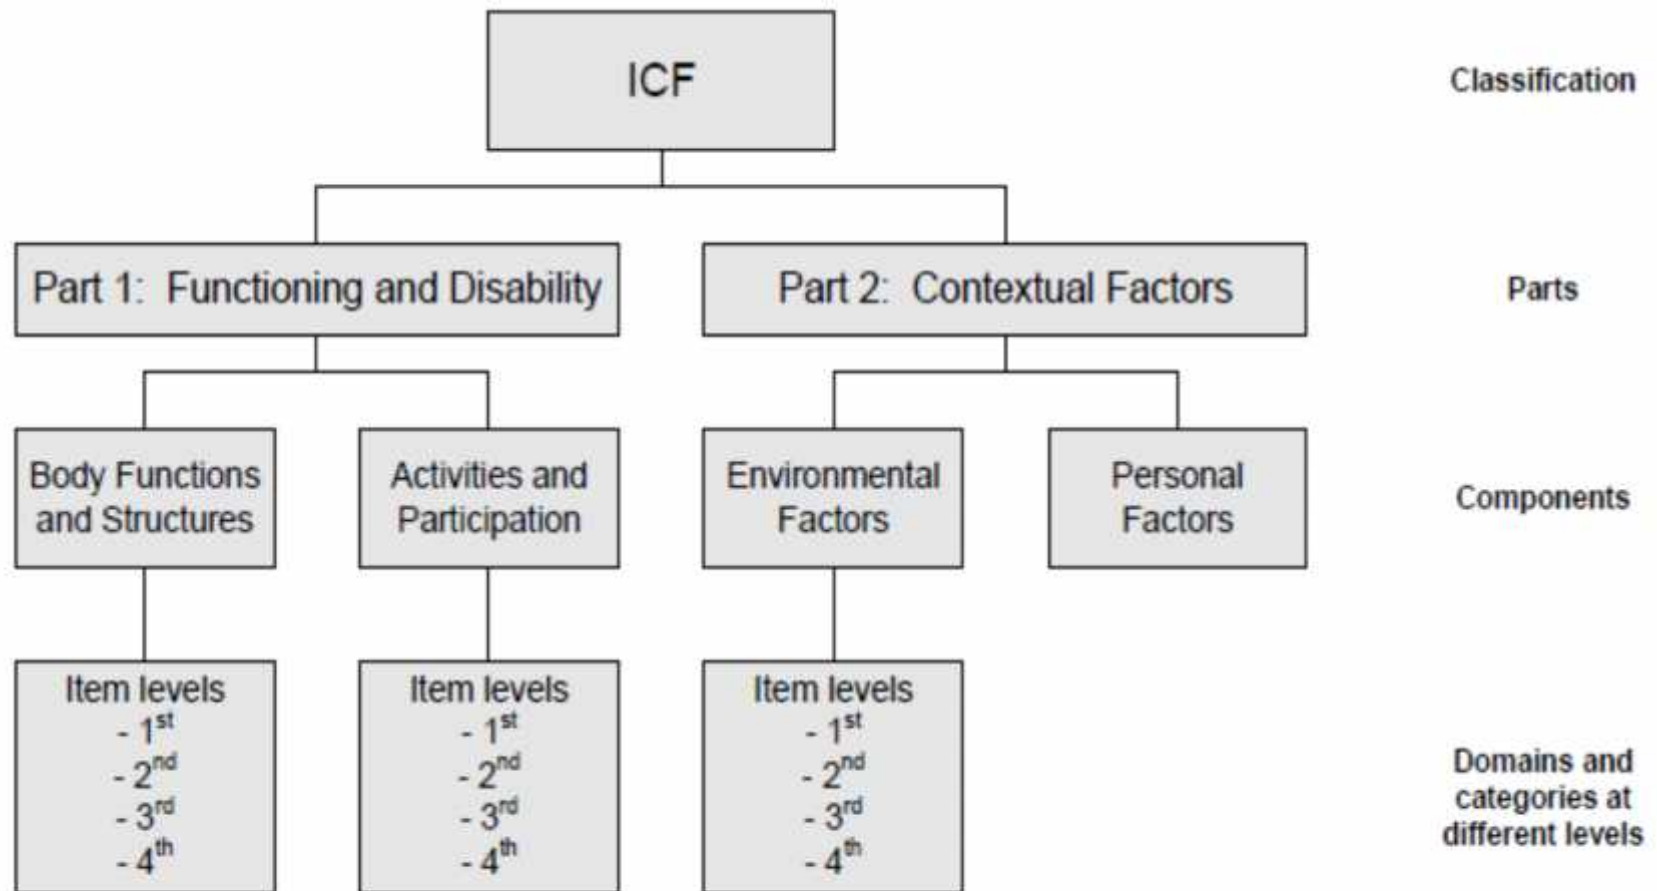 ICF
Classification
Part 1: Functioning and Disability
Part 2: Contextual Factors
Parts
Body Functions
and Structures
Activities and
Participation
Environmental
Factors
Personal
Factors
Components
Item levels
- 1st
- 2nd
- 3rd
- 4th
Item levels
- 1st
- 2nd
- 3rd
- 4th
Item levels
- 1st
- 2nd
- 3rd
- 4th
Domains and
categories at
different levels